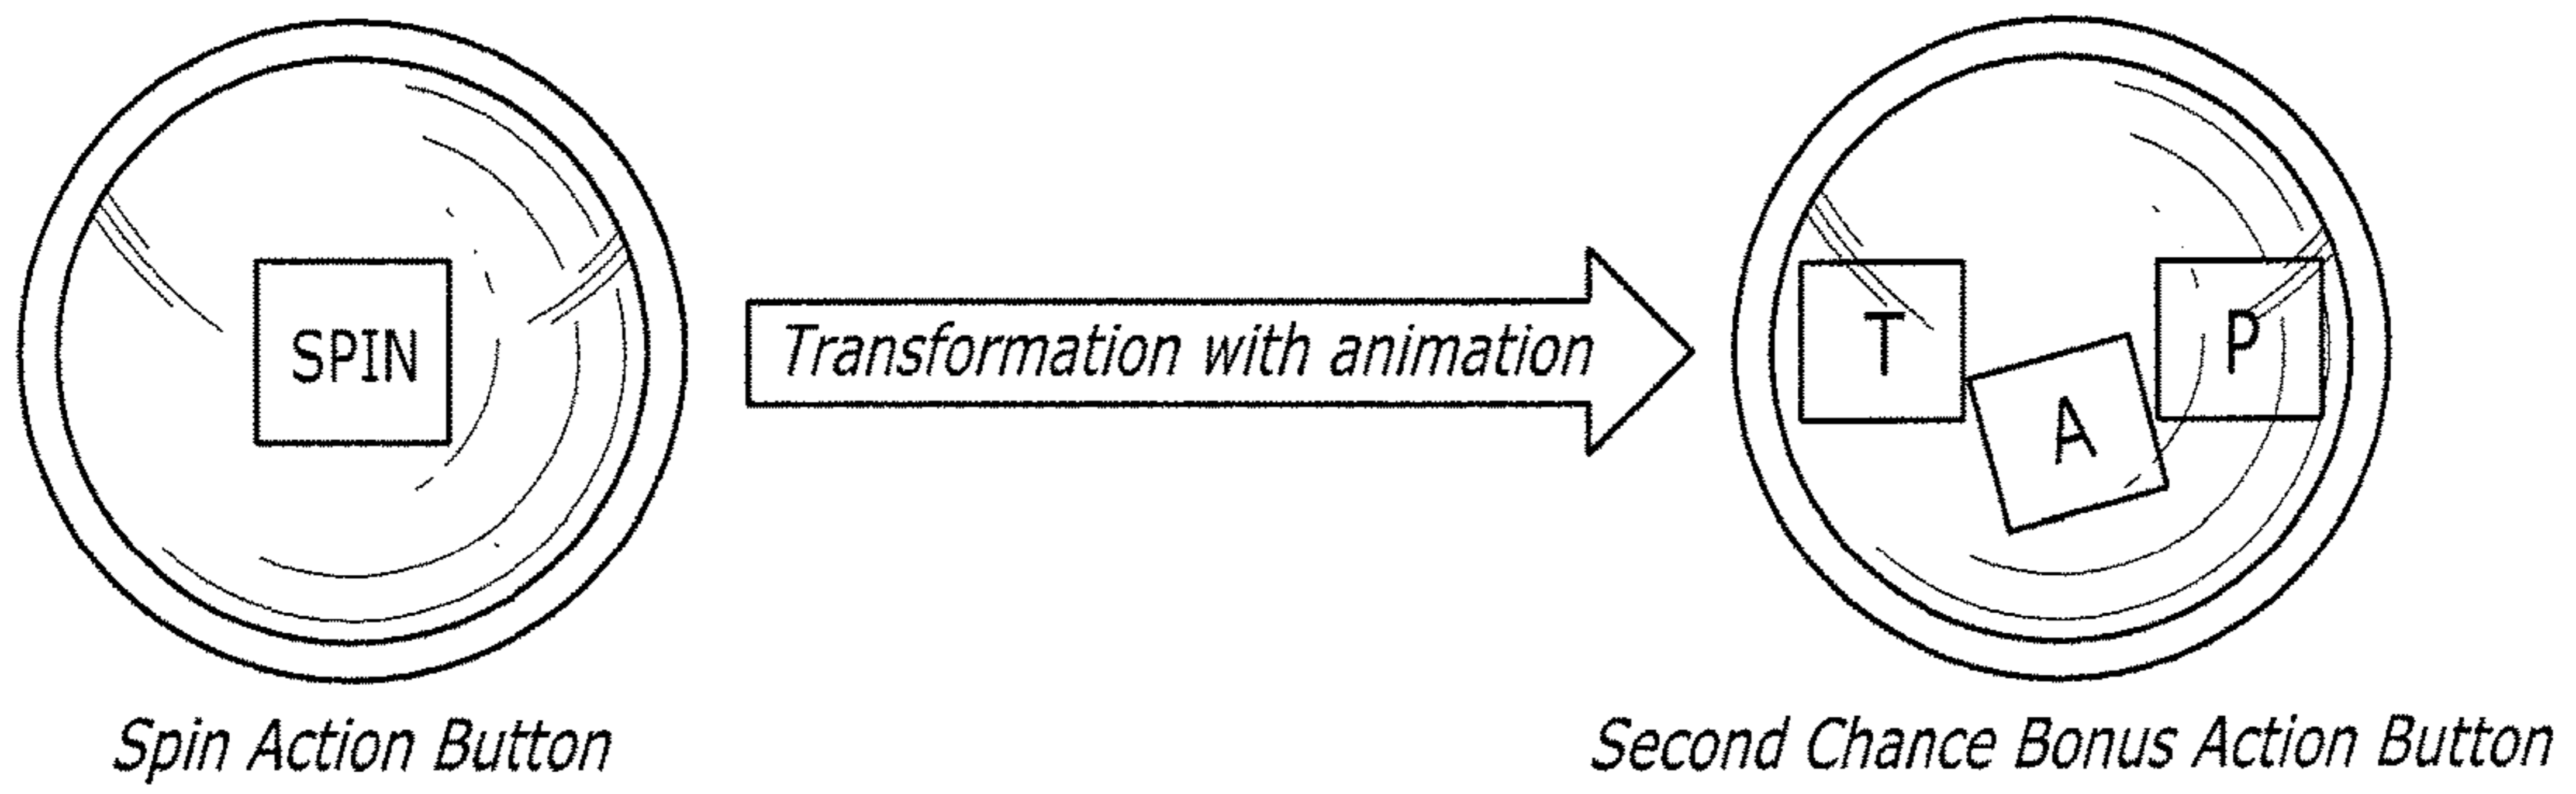 SPIN
Transformation with animation
T
A
P
Spin Action Button
Second Chance Bonus Action Button